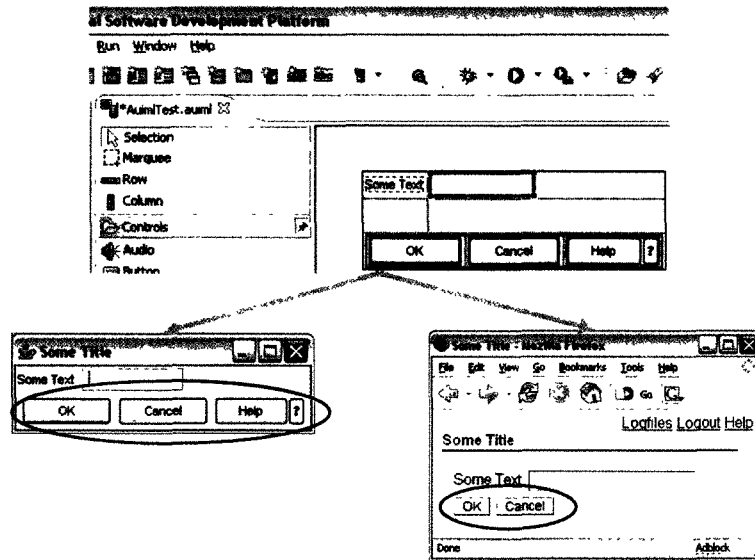 al Software Development Platform
Run Window Help
*AumlTest.auml
Selection
Marquee
Row
Column
Controls
Audio
Button
Some Text
OK Cancel Help ?
Some Title
Some Text
OK Cancel Help ?
Some Title - Mozilla Firefox
File Edit View Go Bookmarks Tools Help
Go
Logfiles Logout Help
Some Title
Some Text
OK Cancel
Done Adblock